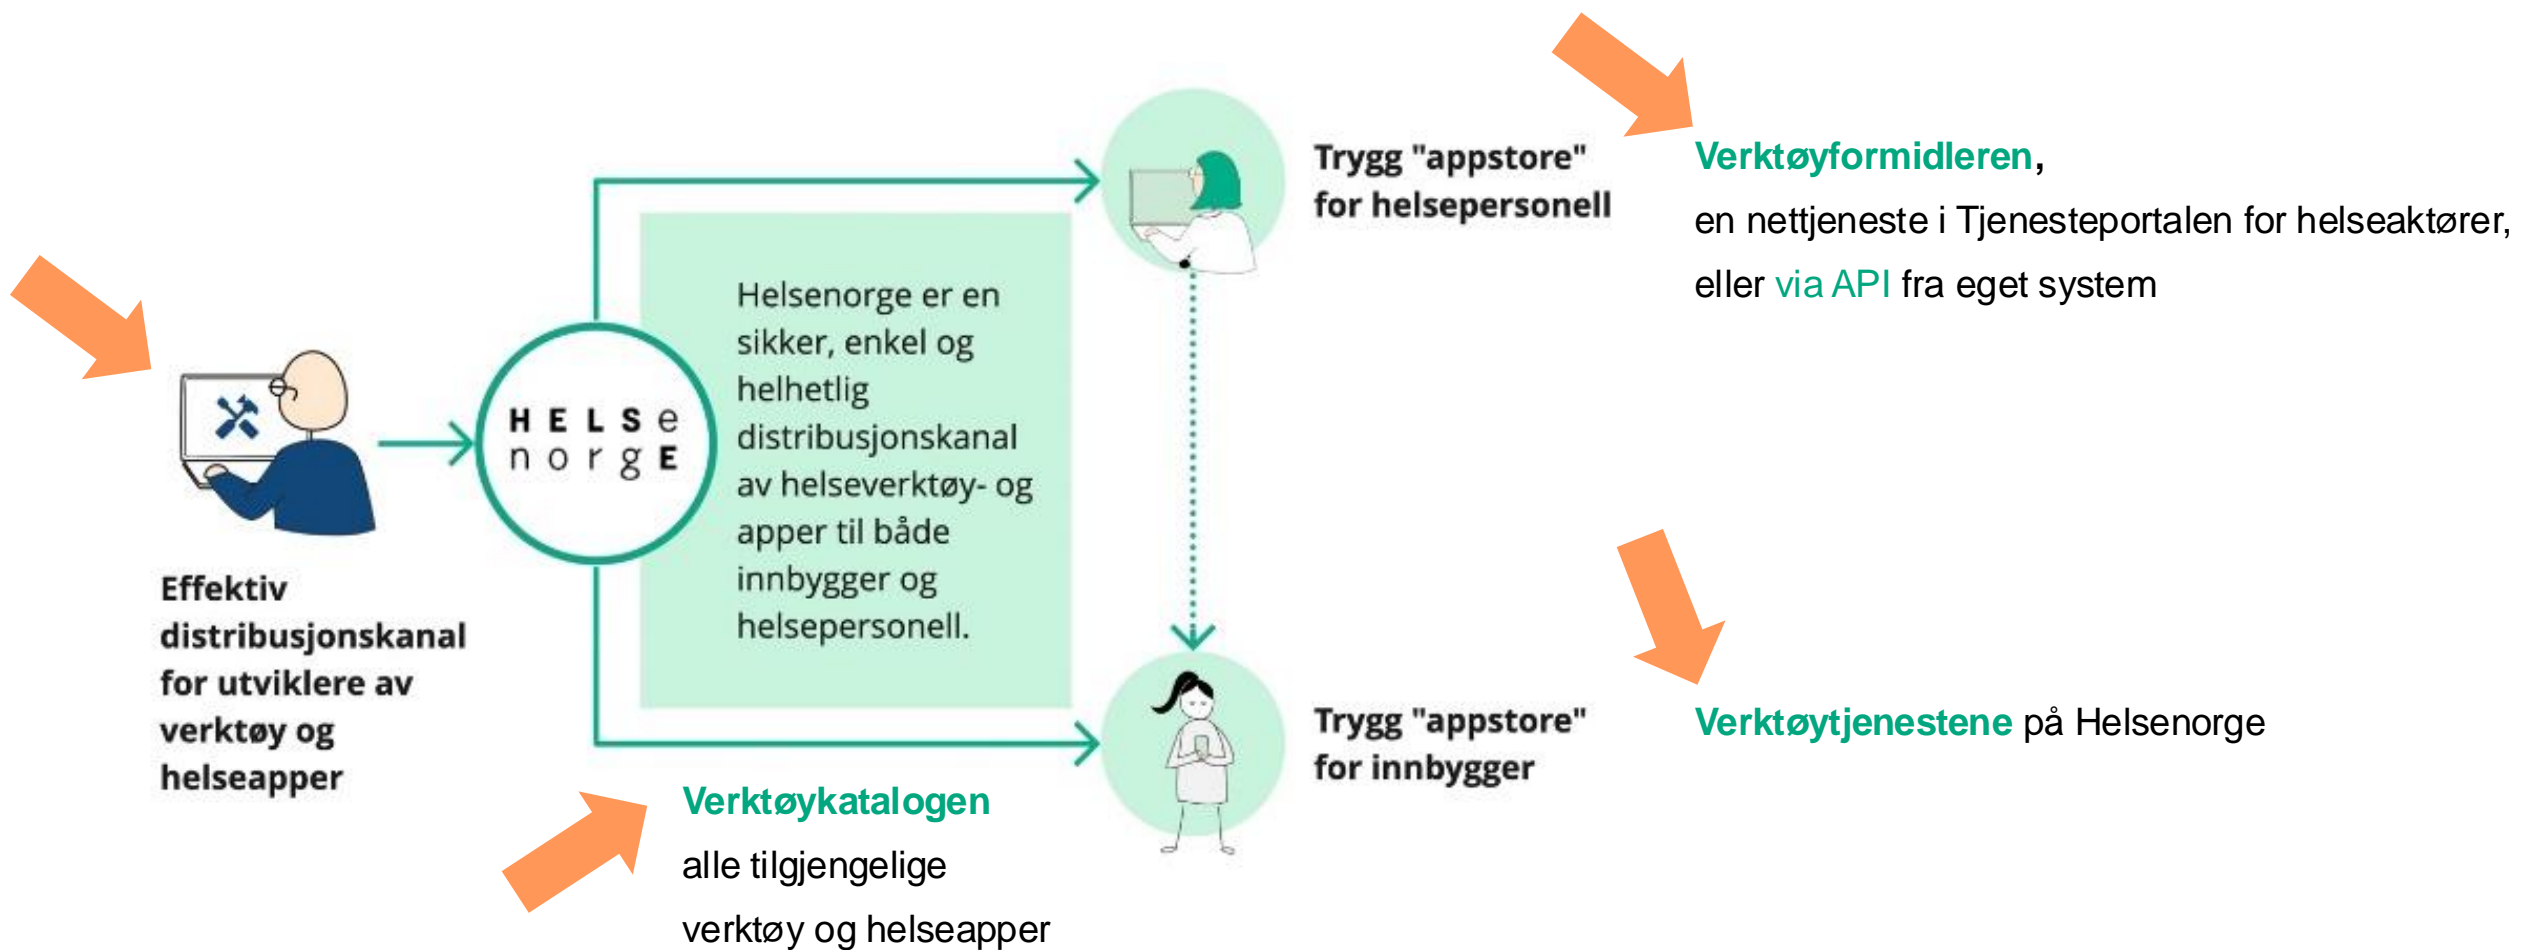 Effektiv
distribusjonskanal
for utviklere av
verktøy og
helseapper
HELSe
norgE
Helsenorge er en
sikker, enkel og
helhetlig
distribusjonskanal
av helseverktøy- og
apper til både
innbygger og
helsepersonell.
Verktøykatalogen
alle tilgjengelige
verktøy og helseapper
Trygg "appstore"
for helsepersonell
Verktøyformidleren,
en nettjeneste i Tjenesteportalen for helseaktører,
eller via API fra eget system
Trygg "appstore"
for innbygger
Verktøytjenestene på Helsenorge